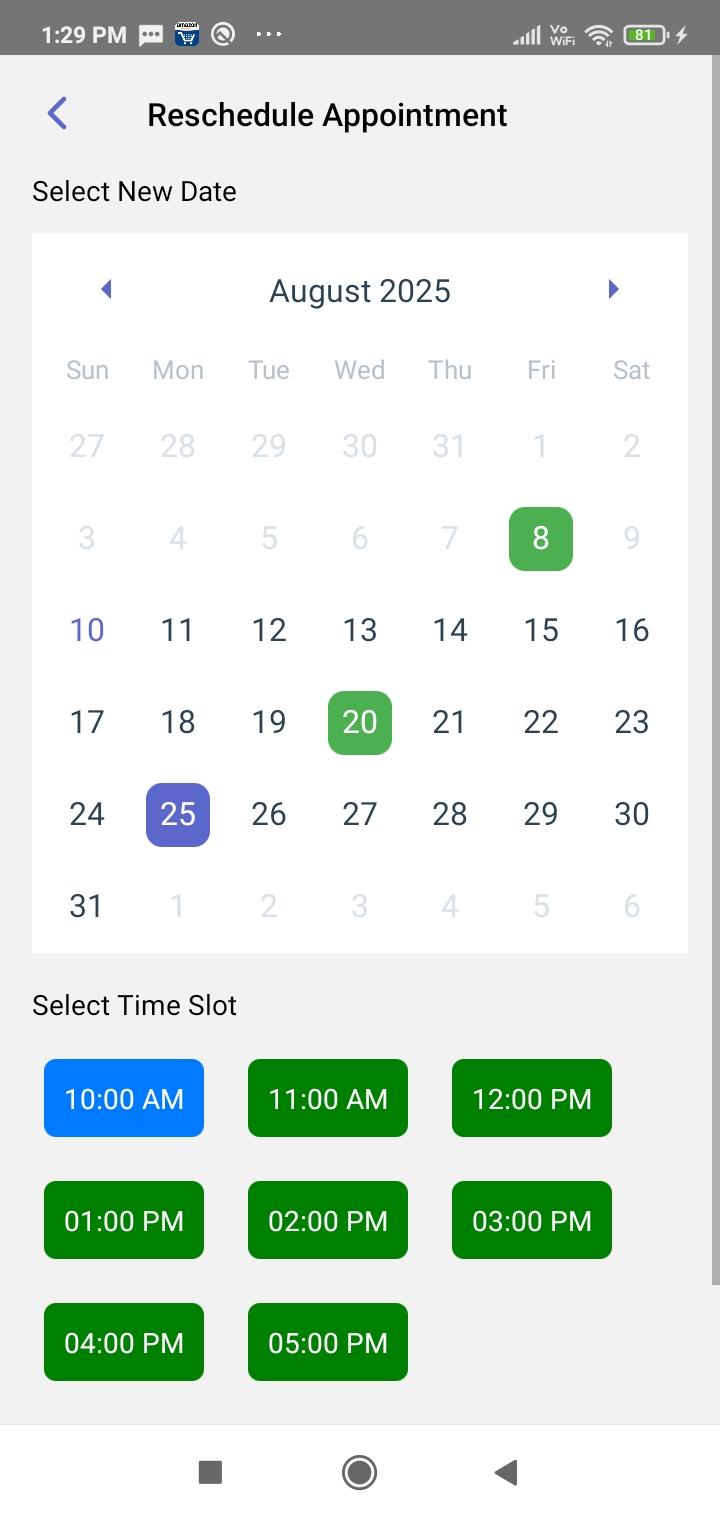 1:29 PM amazon Vo WiFi 81
Reschedule Appointment
Select New Date
August 2025
Sun Mon Tue Wed Thu Fri Sat
27 28 29 30 31 1 2
3 4 5 6 7 8 9
10 11 12 13 14 15 16
17 18 19 20 21 22 23
24 25 26 27 28 29 30
31 1 2 3 4 5 6
Select Time Slot
10:00 AM 11:00 AM 12:00 PM
01:00 PM 02:00 PM 03:00 PM
04:00 PM 05:00 PM